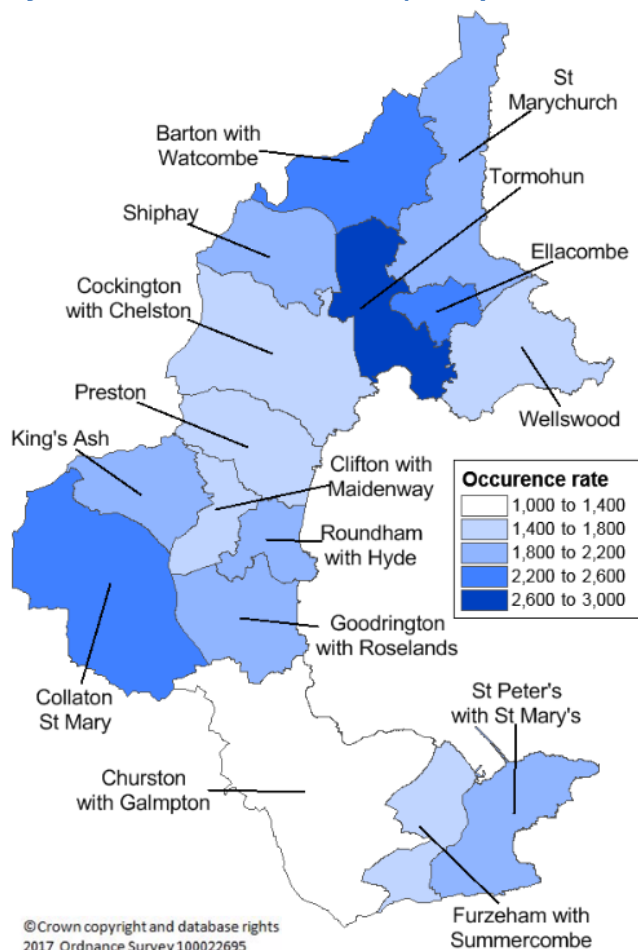 St
Marychurch
Barton with
Watcombe
Tormohun
Shiphay
Ellacombe
Cockington
with Chelston
Preston
Wellswood
King's Ash
Clifton with
Maidenway
Occurence rate
1,000 to 1,400
1,400 to 1,800
1,800 to 2,200
2,200 to 2,600
2,600 to 3,000
Roundham
with Hyde
Goodrington
with Roselands
Collaton
St Mary
St Peter's
with St Mary's
Churston
with Galmpton
Furzeham with
Summercombe
©Crown copyright and database rights
2017 Ordnance Survey 100022695